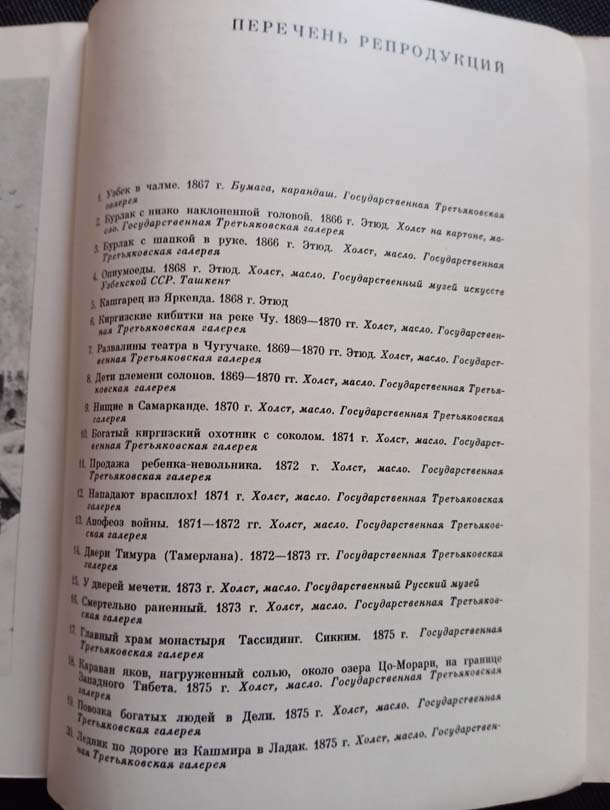 ПЕРЕЧЕНЬ РЕПРОДУКЦИЙ
1. Узбек в чалме. 1867 г. Бумага, карандаш. Государственная Третьяковская
галерея
2. Бурлак с низко наклоненной головой. 1866 г. Этюд. Холст на картоне, ма-
сло. Государственная Третьяковская галерея
3. Бурлак с шапкой в руке. 1866 г. Этюд. Холст, масло. Государственная
Третьяковская галерея
4. Опиумоеды. 1868 г. Этюд. Холст, масло. Государственный музей искусств
Узбекской ССР. Ташкент
5. Кашгарец из Яркенда. 1868 г. Этюд
6. Киргизские кибитки на реке Чу. 1869—1870 гг. Холст, масло. Государствен-
ная Третьяковская галерея
7. Развалины театра в Чугучаке. 1869—1870 гг. Этюд. Холст, масло. Государст-
венная Третьяковская галерея
8. Дети племени солонов. 1869—1870 гг. Холст, масло. Государственная Третья-
ковская галерея
9. Нищие в Самарканде. 1870 г. Холст, масло. Государственная Третьяковская
галерея
10. Богатый киргизский охотник с соколом. 1871 г. Холст, масло. Государст-
венная Третьяковская галерея
11. Продажа ребенка-невольника. 1872 г. Холст, масло. Государственная
Третьяковская галерея
12. Нападают врасплох! 1871 г. Холст, масло. Государственная Третьяковская
галерея
13. Апофеоз войны. 1871—1872 гг. Холст, масло. Государственная Третьяков-
ская галерея
14. Двери Тимура (Тамерлана). 1872—1873 гг. Государственная Третьяковская
галерея
15. У дверей мечети. 1873 г. Холст, масло. Государственный Русский музей
16. Смертельно раненный. 1873 г. Холст, масло. Государственная Третьяков-
ская галерея
17. Главный храм монастыря Тассидинг. Сикким. 1875 г. Государственная
Третьяковская галерея
18. Караван яков, нагруженный солью, около озера Цо-Морари, на границе
Западного Тибета. 1875 г. Холст, масло. Государственная Третьяковская
галерея
19. Повозка богатых людей в Дели. 1875 г. Холст, масло. Государственная
Третьяковская галерея
20. Ледник по дороге из Кашмира в Ладак. 1875 г. Холст, масло. Государствен-
ная Третьяковская галерея